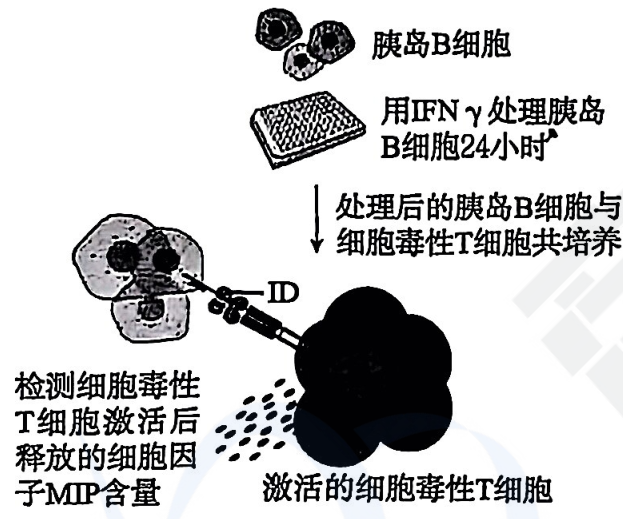 胰岛B细胞
用IFNγ处理胰岛
B细胞24小时
处理后的胰岛B细胞与
细胞毒性T细胞共培养
ID
检测细胞毒性
T细胞激活后
释放的细胞因
子MIP含量
激活的细胞毒性T细胞